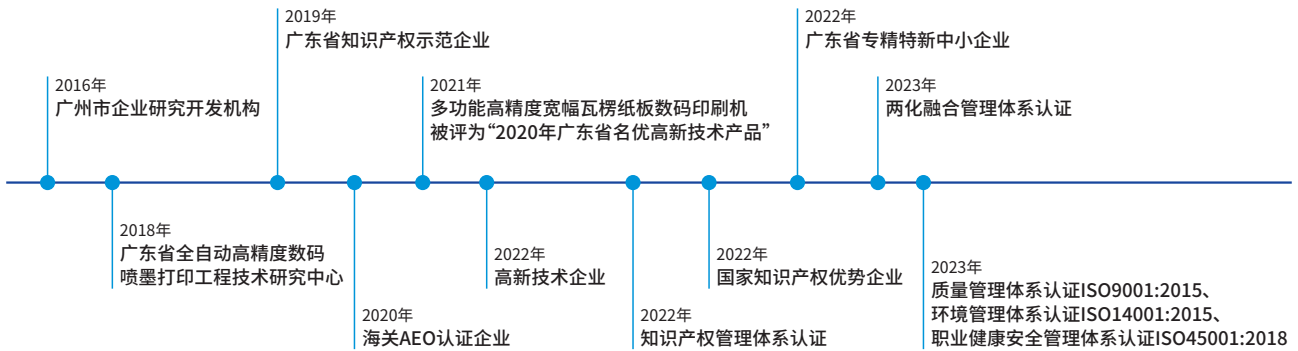 2016年
广州市企业研究开发机构
2018年
广东省全自动高精度数码
喷墨打印工程技术研究中心
2019年
广东省知识产权示范企业
2020年
海关AEO认证企业
2021年
多功能高精度宽幅瓦楞纸板数码印刷机
被评为“2020年广东省名优高新技术产品”
2022年
高新技术企业
2022年
知识产权管理体系认证
2022年
国家知识产权优势企业
2022年
广东省专精特新中小企业
2023年
两化融合管理体系认证
2023年
质量管理体系认证ISO9001:2015、
环境管理体系认证ISO14001:2015、
职业健康安全管理体系认证ISO45001:2018